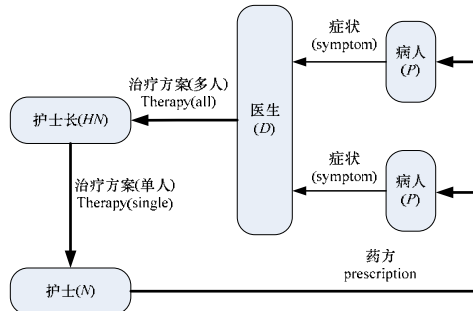 症状
(symptom)
病人
(P)
治疗方案(多人)
Therapy(all)
医生
(D)
护士长(HN)
症状
(symptom)
病人
(P)
治疗方案(单人)
Therapy(single)
药方
prescription
护士(N)